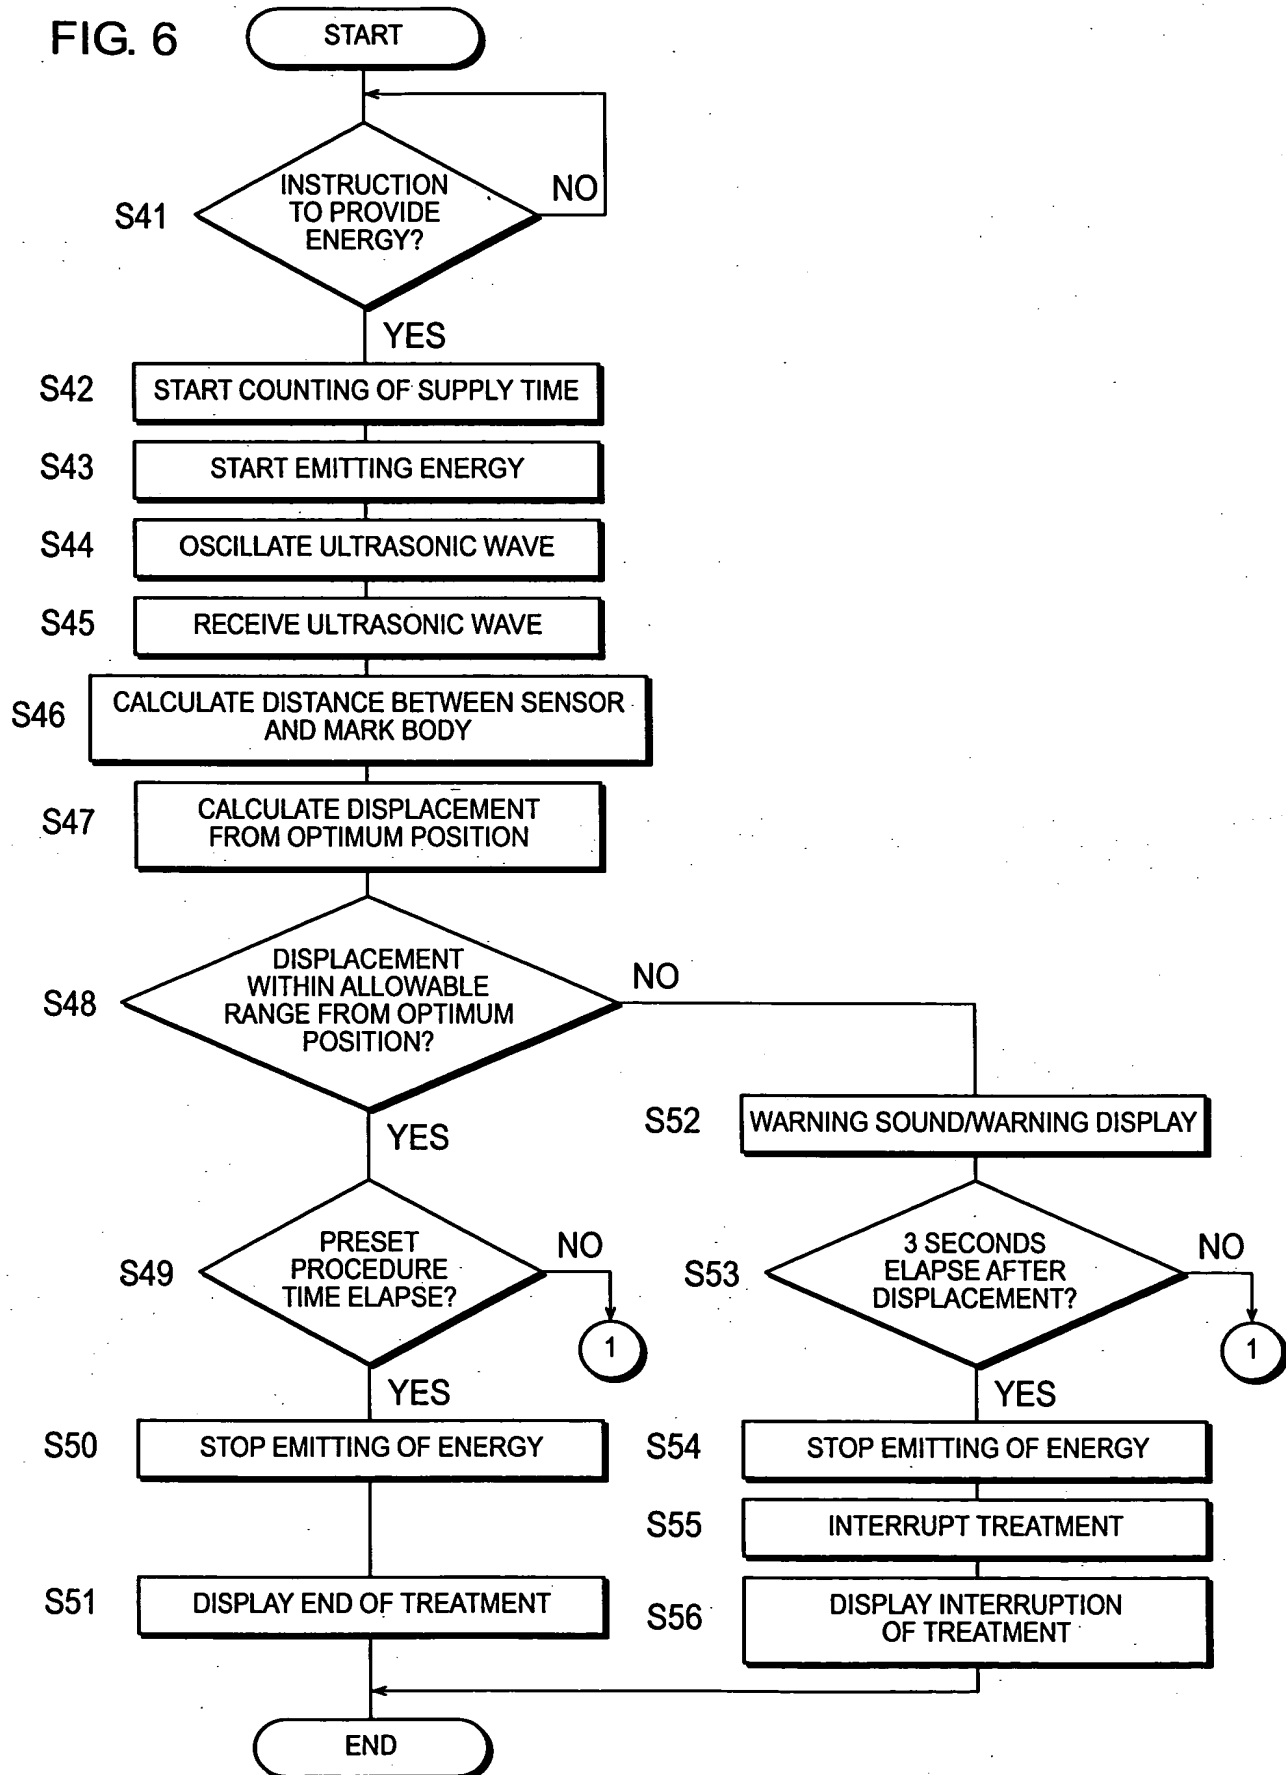 FIG. 6
START
S41
INSTRUCTION
TO PROVIDE
ENERGY?
NO
YES
S42
START COUNTING OF SUPPLY TIME
S43
START EMITTING ENERGY
S44
OSCILLATE ULTRASONIC WAVE
S45
RECEIVE ULTRASONIC WAVE
S46
CALCULATE DISTANCE BETWEEN SENSOR
AND MARK BODY
S47
CALCULATE DISPLACEMENT
FROM OPTIMUM POSITION
S48
DISPLACEMENT
WITHIN ALLOWABLE
RANGE FROM OPTIMUM
POSITION?
NO
YES
S49
PRESET
PROCEDURE
TIME ELAPSE?
NO
1
YES
S50
STOP EMITTING OF ENERGY
S51
DISPLAY END OF TREATMENT
S52
WARNING SOUND/WARNING DISPLAY
S53
3 SECONDS
ELAPSE AFTER
DISPLACEMENT?
NO
1
YES
S54
STOP EMITTING OF ENERGY
S55
INTERRUPT TREATMENT
S56
DISPLAY INTERRUPTION
OF TREATMENT
END